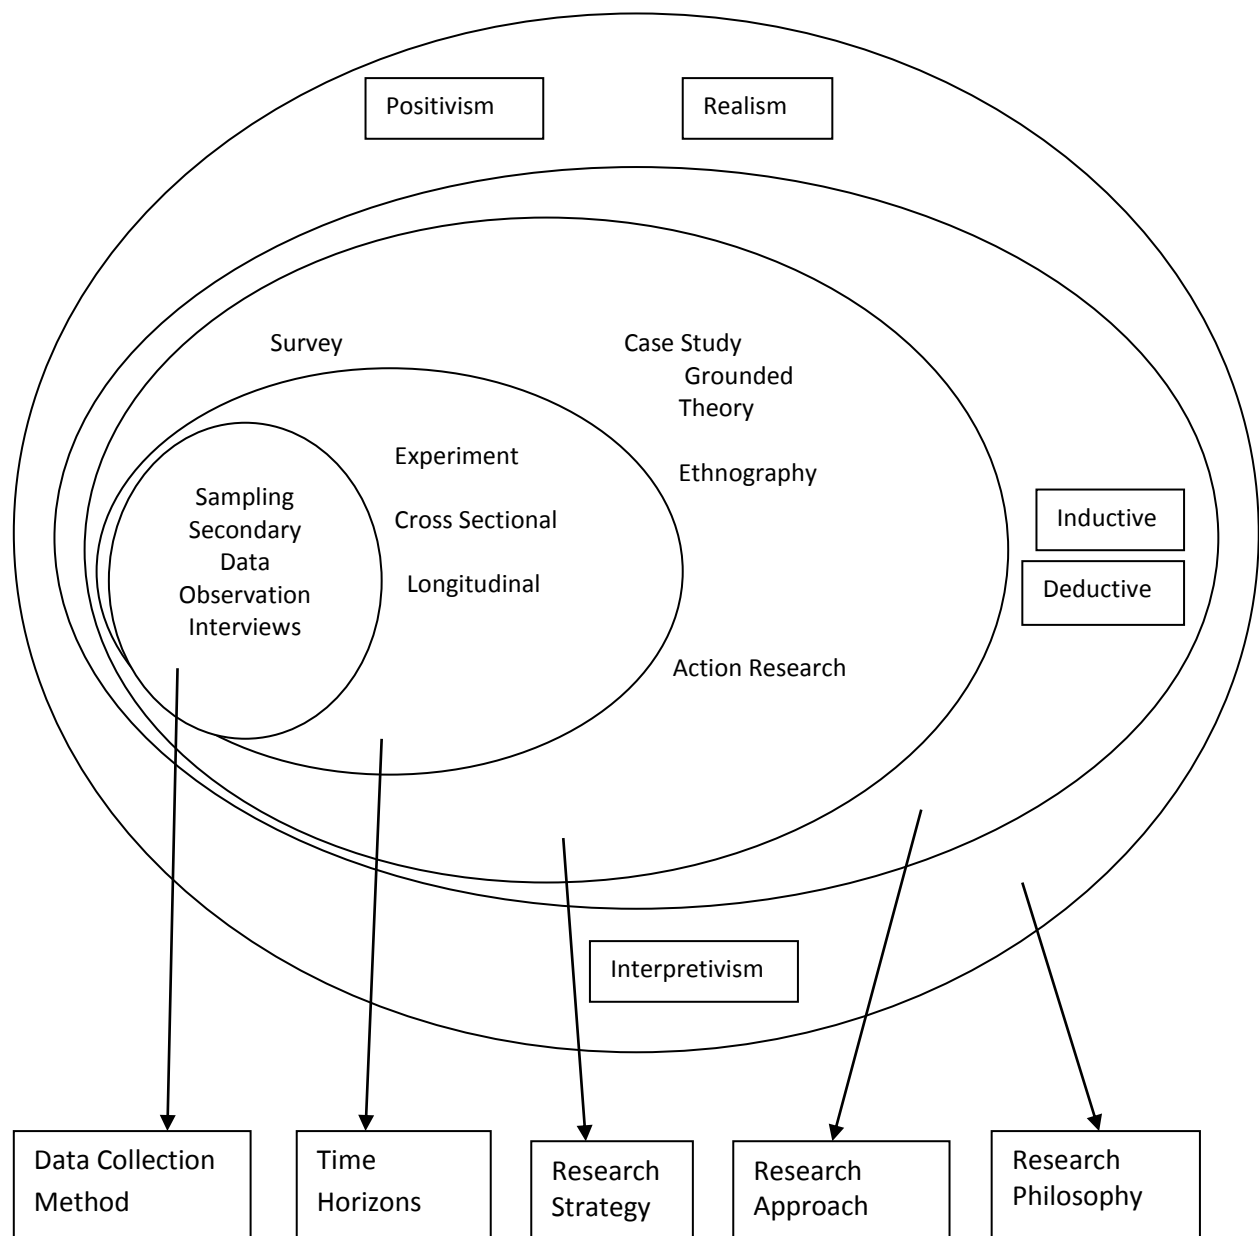 Positivism
Realism
Survey
Case Study
Grounded
Theory
Experiment
Ethnography
Sampling
Secondary
Data
Observation
Interviews
Cross Sectional
Longitudinal
Inductive
Deductive
Action Research
Interpretivism
Data Collection
Method
Time
Horizons
Research
Strategy
Research
Approach
Research
Philosophy